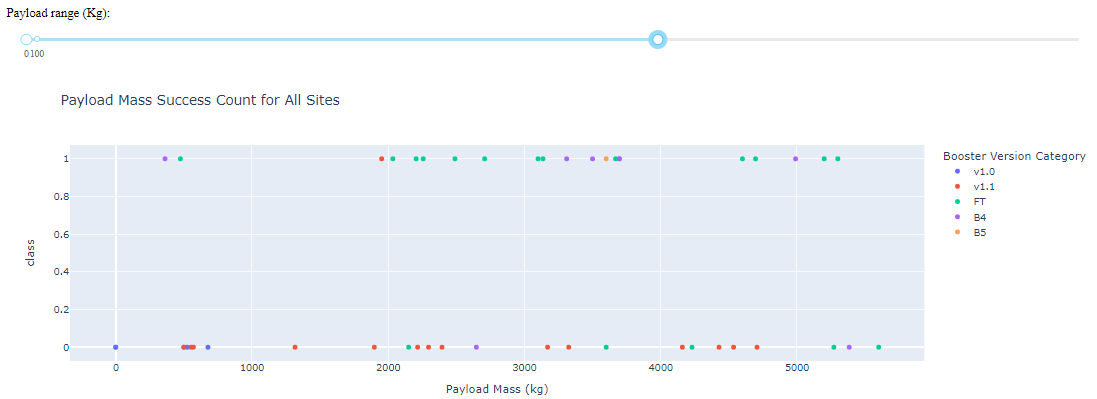 Payload range (Kg):
0100
Payload Mass Success Count for All Sites
Booster Version Category
v1.0
v1.1
FT
B4
B5
class
1
0.8
0.6
0.4
0.2
0
0 1000 2000 3000 4000 5000
Payload Mass (kg)